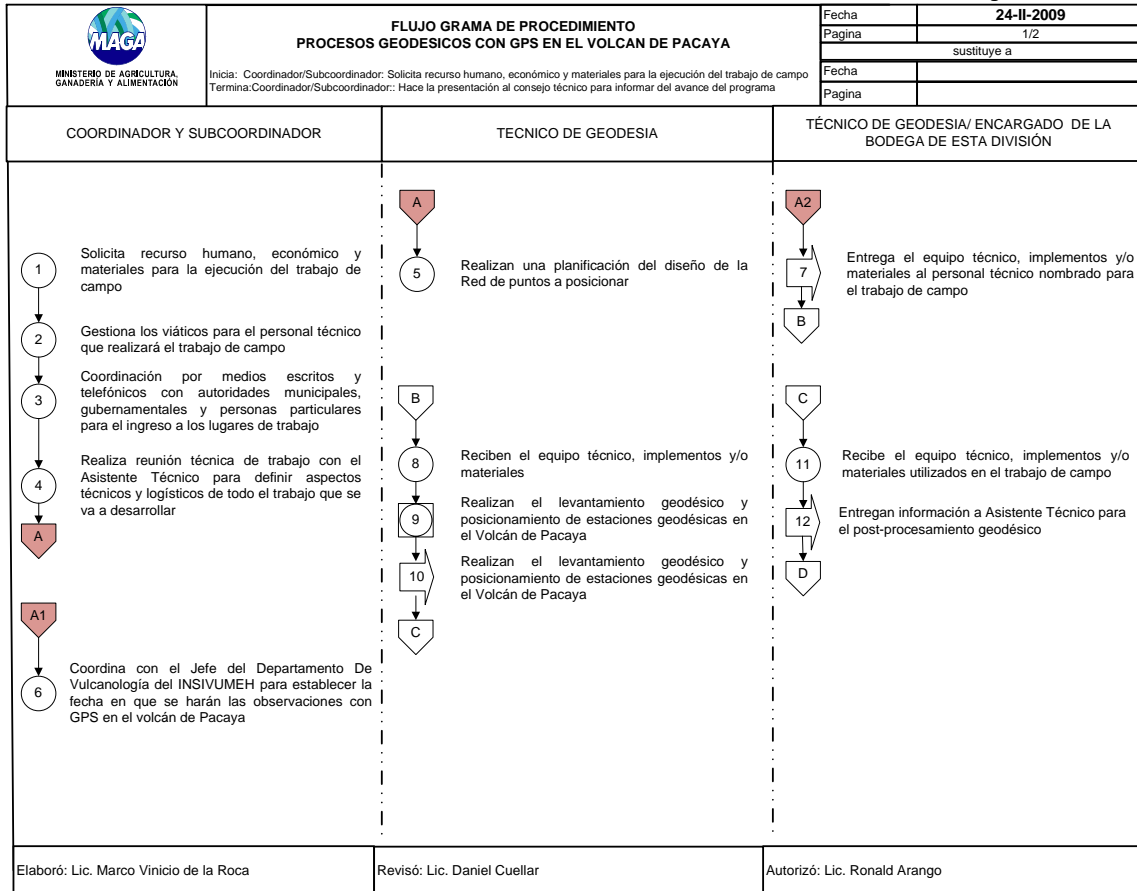 MAGA
MINISTERIO DE AGRICULTURA,
GANADERÍA Y ALIMENTACIÓN
FLUJO GRAMA DE PROCEDIMIENTO
PROCESOS GEODESICOS CON GPS EN EL VOLCAN DE PACAYA
Inicia: Coordinador/Subcoordinador: Solicita recurso humano, económico y materiales para la ejecución del trabajo de campo
Termina:Coordinador/Subcoordinador:: Hace la presentación al consejo técnico para informar del avance del programa
Fecha 24-II-2009
Pagina 1/2
sustituye a
Fecha
Pagina
COORDINADOR Y SUBCOORDINADOR
1
Solicita recurso humano, económico y
materiales para la ejecución del trabajo de
campo
2
Gestiona los viáticos para el personal técnico
que realizará el trabajo de campo
3
Coordinación por medios escritos y
telefónicos con autoridades municipales,
gubernamentales y personas particulares
para el ingreso a los lugares de trabajo
4
Realiza reunión técnica de trabajo con el
Asistente Técnico para definir aspectos
técnicos y logísticos de todo el trabajo que se
va a desarrollar
A
A1
6
Coordina con el Jefe del Departamento De
Vulcanología del INSIVUMEH para establecer la
fecha en que se harán las observaciones con
GPS en el volcán de Pacaya
TECNICO DE GEODESIA
A
5
Realizan una planificación del diseño de la
Red de puntos a posicionar
B
8
Reciben el equipo técnico, implementos y/o
materiales
9
Realizan el levantamiento geodésico y
posicionamiento de estaciones geodésicas en
el Volcán de Pacaya
10
Realizan el levantamiento geodésico y
posicionamiento de estaciones geodésicas en
el Volcán de Pacaya
C
TÉCNICO DE GEODESIA/ ENCARGADO DE LA
BODEGA DE ESTA DIVISIÓN
A2
7
Entrega el equipo técnico, implementos y/o
materiales al personal técnico nombrado para
el trabajo de campo
B
C
11
Recibe el equipo técnico, implementos y/o
materiales utilizados en el trabajo de campo
12
Entregan información a Asistente Técnico para
el post-procesamiento geodésico
D
Elaboró: Lic. Marco Vinicio de la Roca
Revisó: Lic. Daniel Cuellar
Autorizó: Lic. Ronald Arango